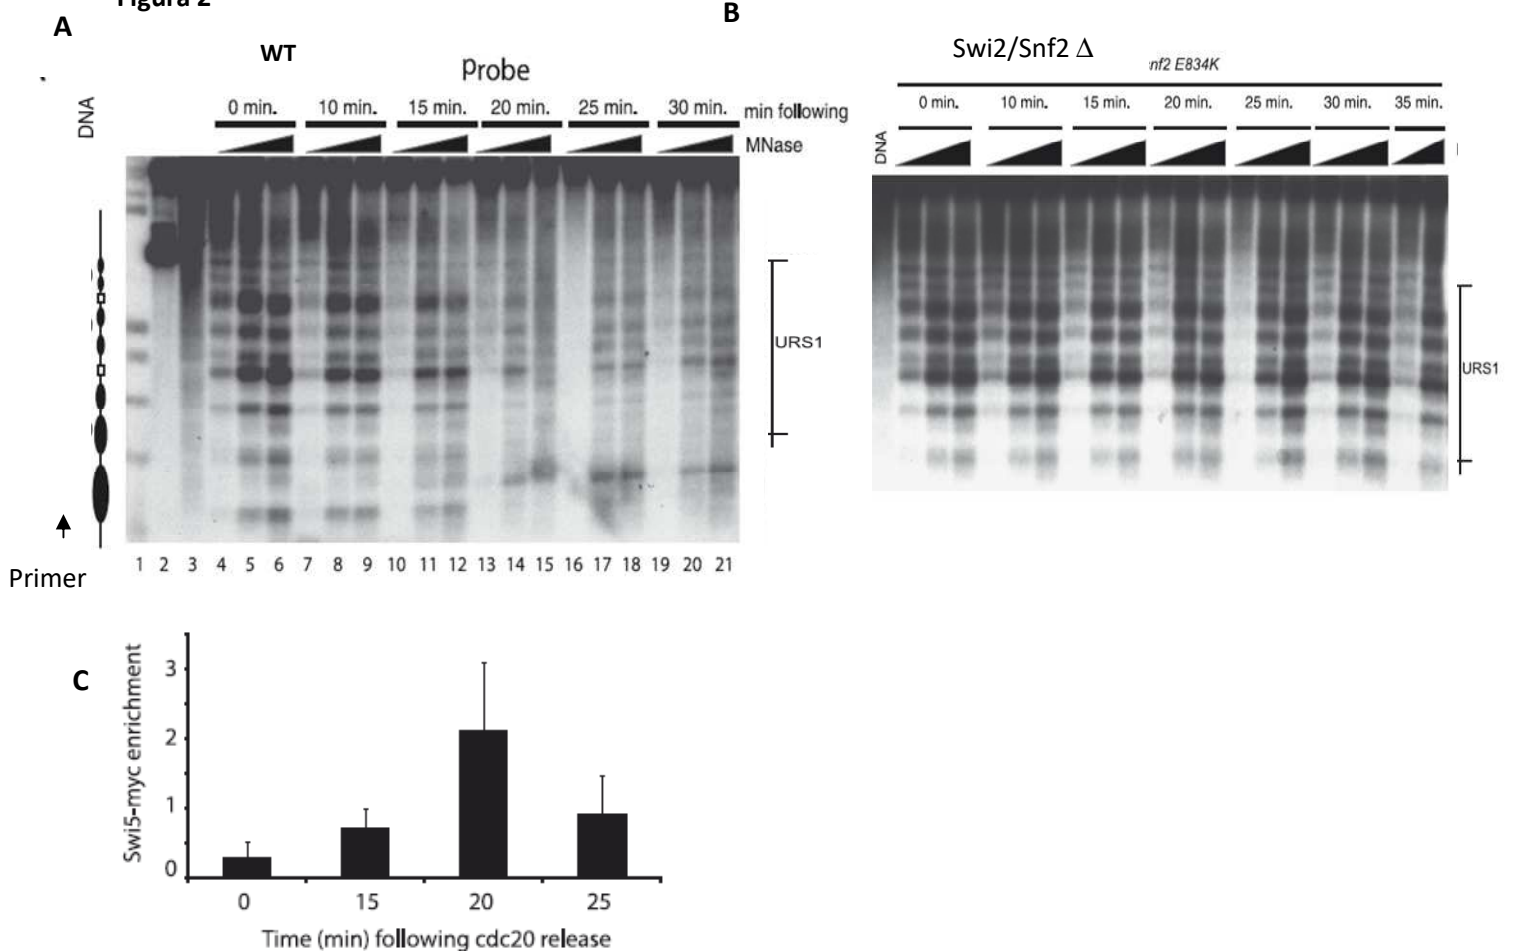 Figura 2
A
WT
Probe
DNA
0 min. 10 min. 15 min. 20 min. 25 min. 30 min. min following
MNase
URS1
1 2 3 4 5 6 7 8 9 10 11 12 13 14 15 16 17 18 19 20 21
Primer
B
Swi2/Snf2 Δ
nf2 E834K
0 min. 10 min. 15 min. 20 min. 25 min. 30 min. 35 min.
DNA
URS1
C
Swi5-myc enrichment
3
2
1
0
0 15 20 25
Time (min) following cdc20 release